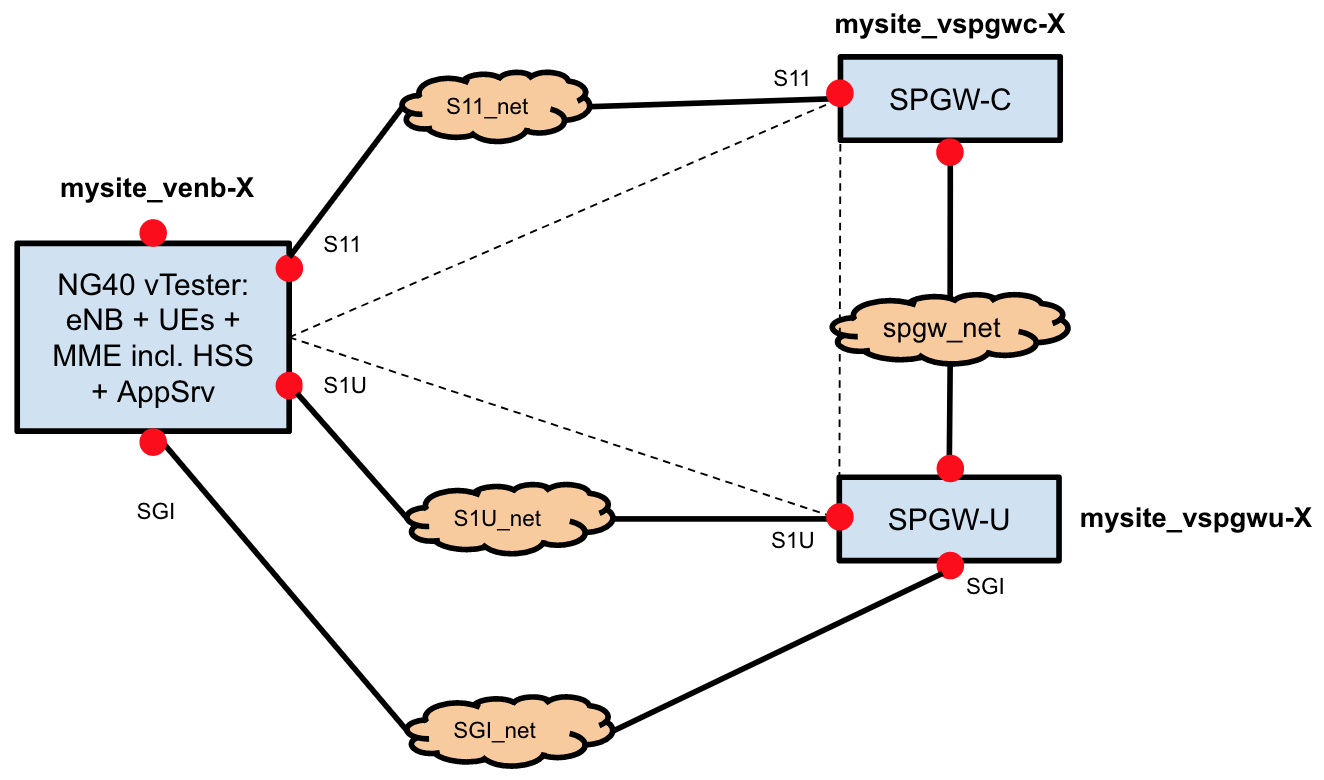 mysite_vspgwc-X
S11
S11_net
SPGW-C
mysite_venb-X
S11
NG40 vTester:
eNB + UEs +
MME incl. HSS
+ AppSrv
spgw_net
S1U
SGI
S1U_net
S1U
SPGW-U
mysite_vspgwu-X
SGI
SGI_net